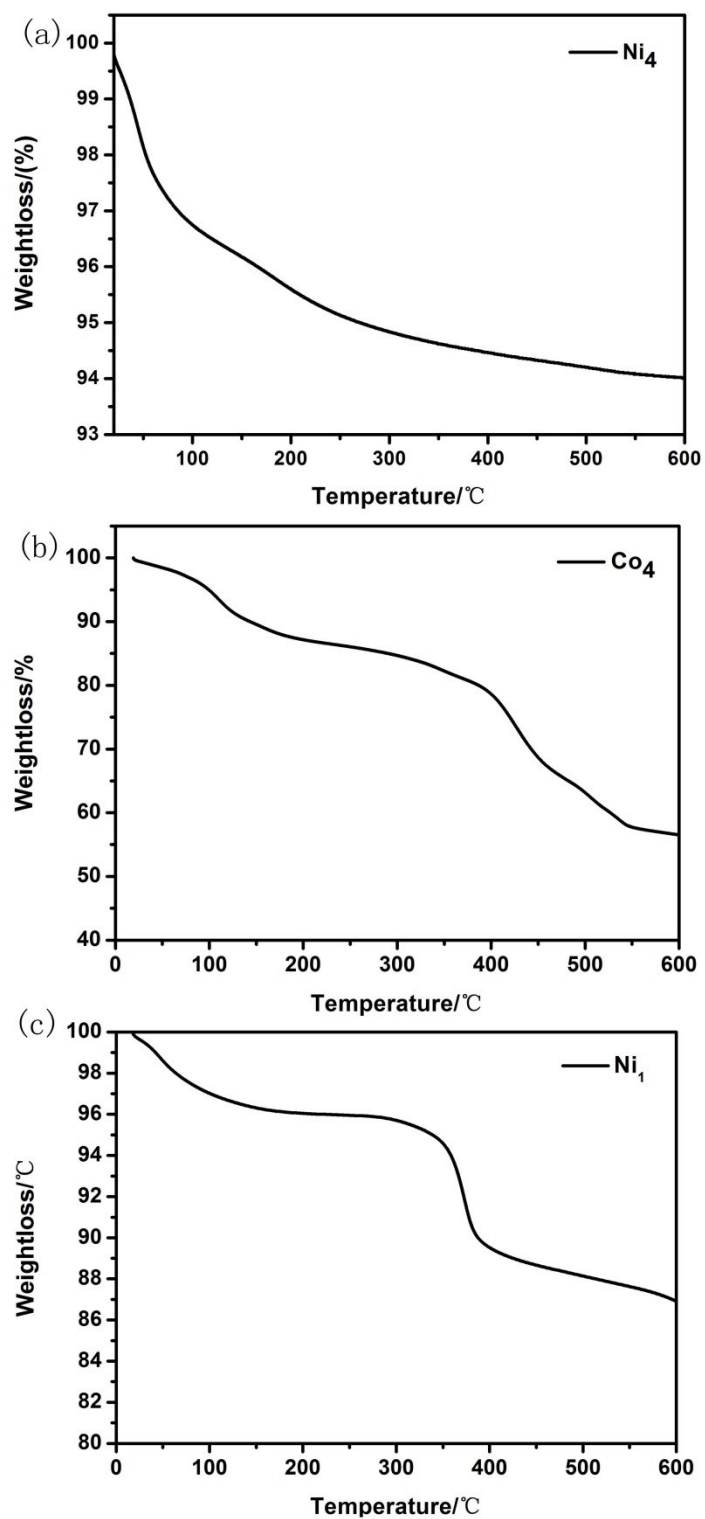 (a)
Ni4
100
99
98
97
96
95
94
93
Weightloss/(%)
100 200 300 400 500 600
Temperature/℃
(b)
Co4
100
90
80
70
60
50
40
Weightloss/%
0 100 200 300 400 500 600
Temperature/℃
(c)
Ni1
100
98
96
94
92
90
88
86
84
82
80
Weightloss/℃
0 100 200 300 400 500 600
Temperature/℃